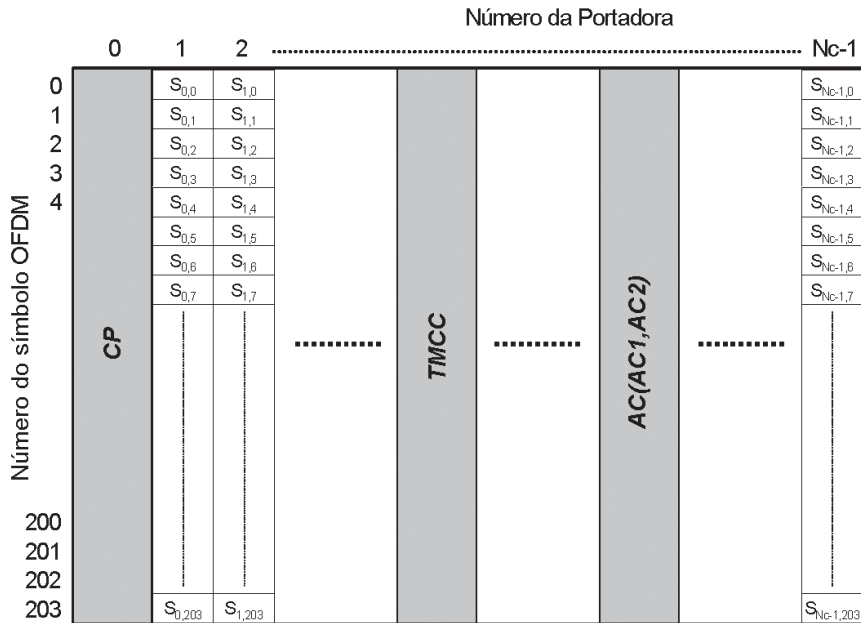 Número da Portadora
0 1 2 Nc-1
0 S0,0 S1,0 SNc-1,0
1 S0,1 S1,1 SNc-1,1
2 S0,2 S1,2 SNc-1,2
3 S0,3 S1,3 SNc-1,3
4 S0,4 S1,4 SNc-1,4
S0,5 S1,5 SNc-1,5
S0,6 S1,6 SNc-1,6
S0,7 S1,7 SNc-1,7
Número do símbolo OFDM
CP
TMCC
AC(AC1,AC2)
200
201
202
203 S0,203 S1,203 SNc-1,203